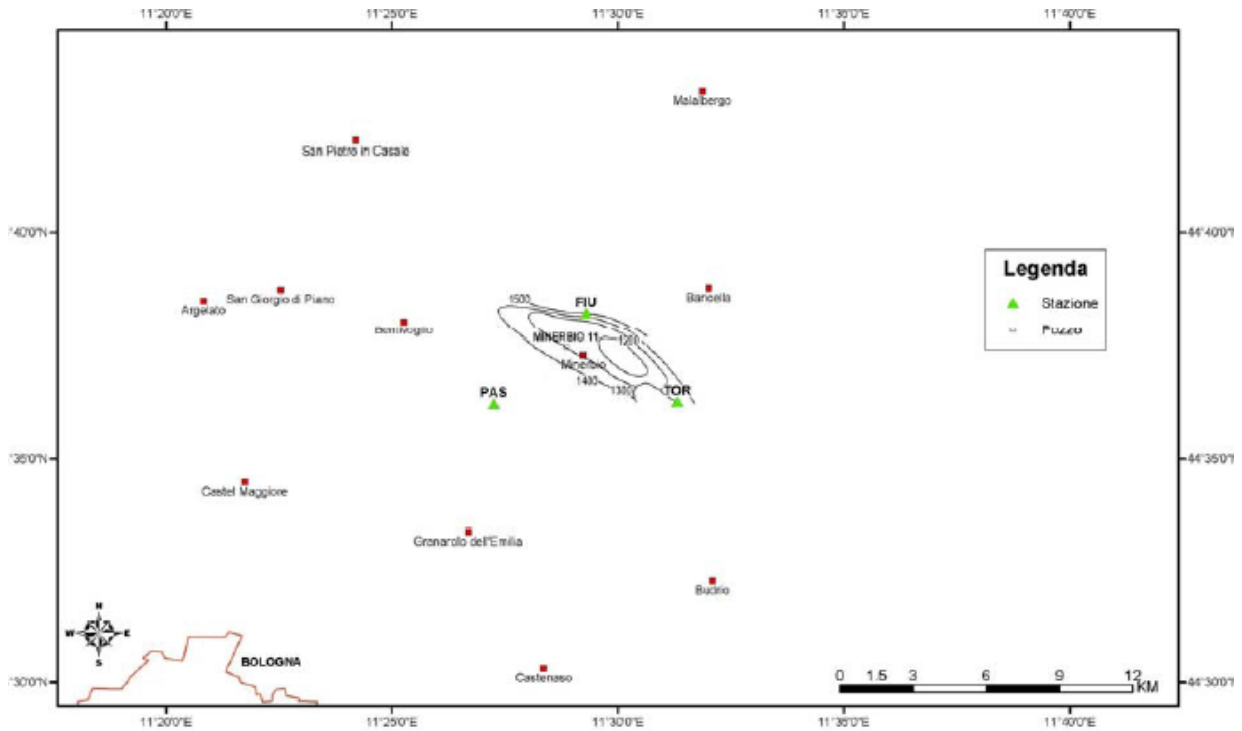 11°20'0"E 11°25'0"E 11°30'0"E 11°35'0"E 11°40'0"E
Malalbergo
San Pietro in Casale
°40'0"N 44°40'0"N
Legenda
Stazione
Pozzo
Baricella
San Giorgio di Piano
Argelato
1500
FIU
Bentivoglio
MINERBIO 11
1200
Minerbio
1400
1300
TOR
PAS
°35'0"N 44°35'0"N
Castel Maggiore
Granarolo dell'Emilia
Budrio
N
W E
S
BOLOGNA
Castenaso
0 1.5 3 6 9 12
KM
°30'0"N 44°30'0"N
11°20'0"E 11°25'0"E 11°30'0"E 11°35'0"E 11°40'0"E